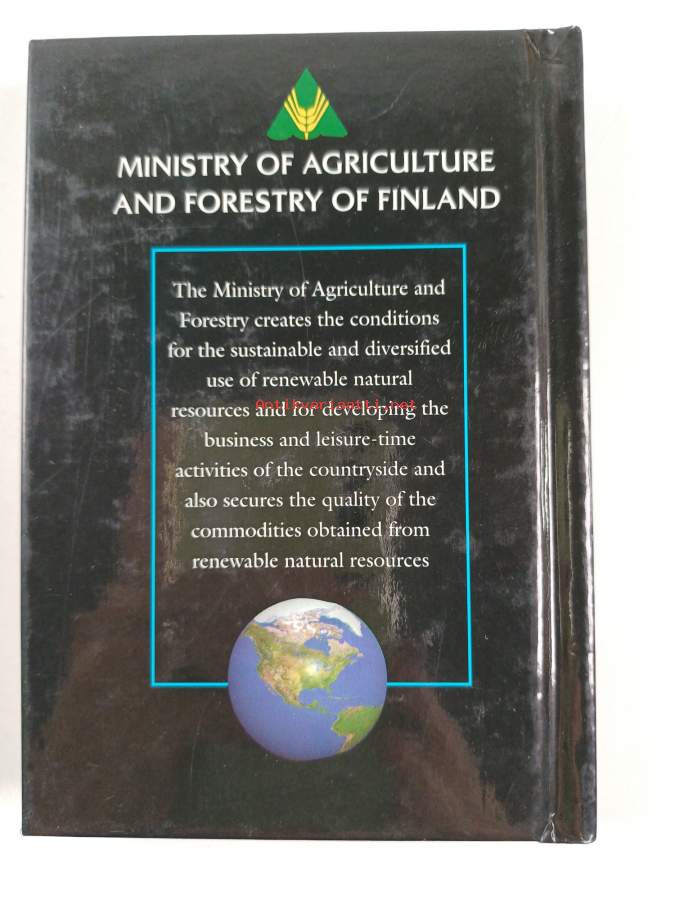 MINISTRY OF AGRICULTURE
AND FORESTRY OF FINLAND
The Ministry of Agriculture and
Forestry creates the conditions
for the sustainable and diversified
use of renewable natural
resources and for developing the
Antikvariaatti.net
business and leisure-time
activities of the countryside and
also secures the quality of the
commodities obtained from
renewable natural resources